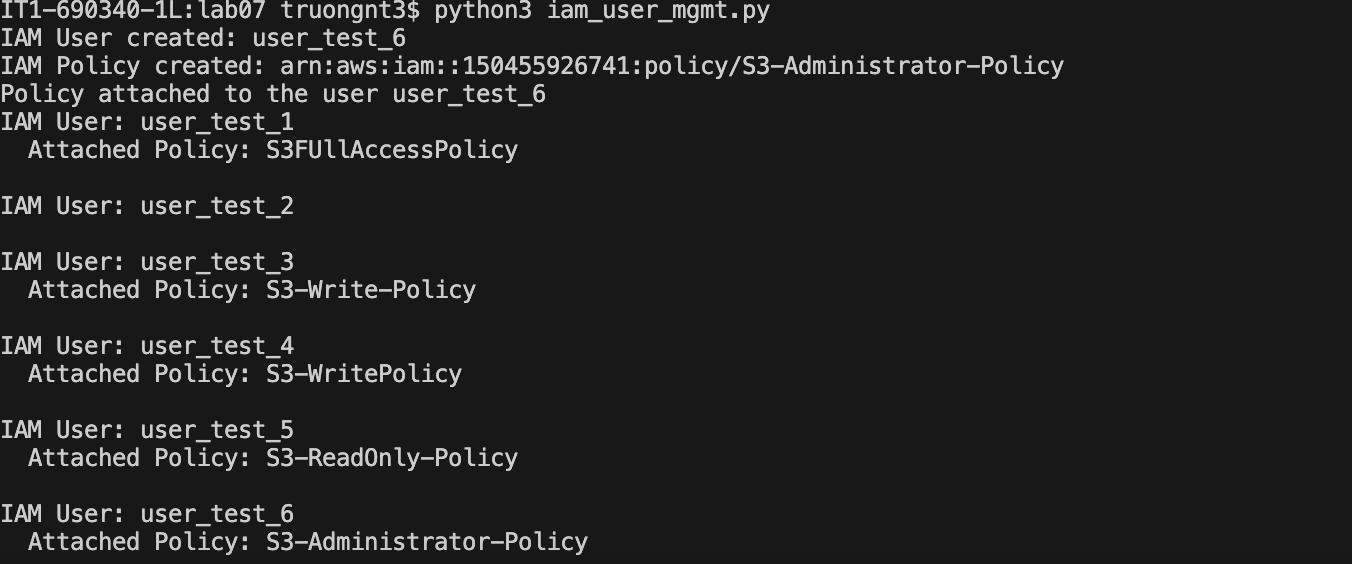 IT1-690340-1L:lab07 truongnt3$ python3 iam_user_mgmt.py
IAM User created: user_test_6
IAM Policy created: arn:aws:iam::150455926741:policy/S3-Administrator-Policy
Policy attached to the user user_test_6
IAM User: user_test_1
  Attached Policy: S3FUllAccessPolicy
IAM User: user_test_2
IAM User: user_test_3
  Attached Policy: S3-Write-Policy
IAM User: user_test_4
  Attached Policy: S3-WritePolicy
IAM User: user_test_5
  Attached Policy: S3-ReadOnly-Policy
IAM User: user_test_6
  Attached Policy: S3-Administrator-Policy